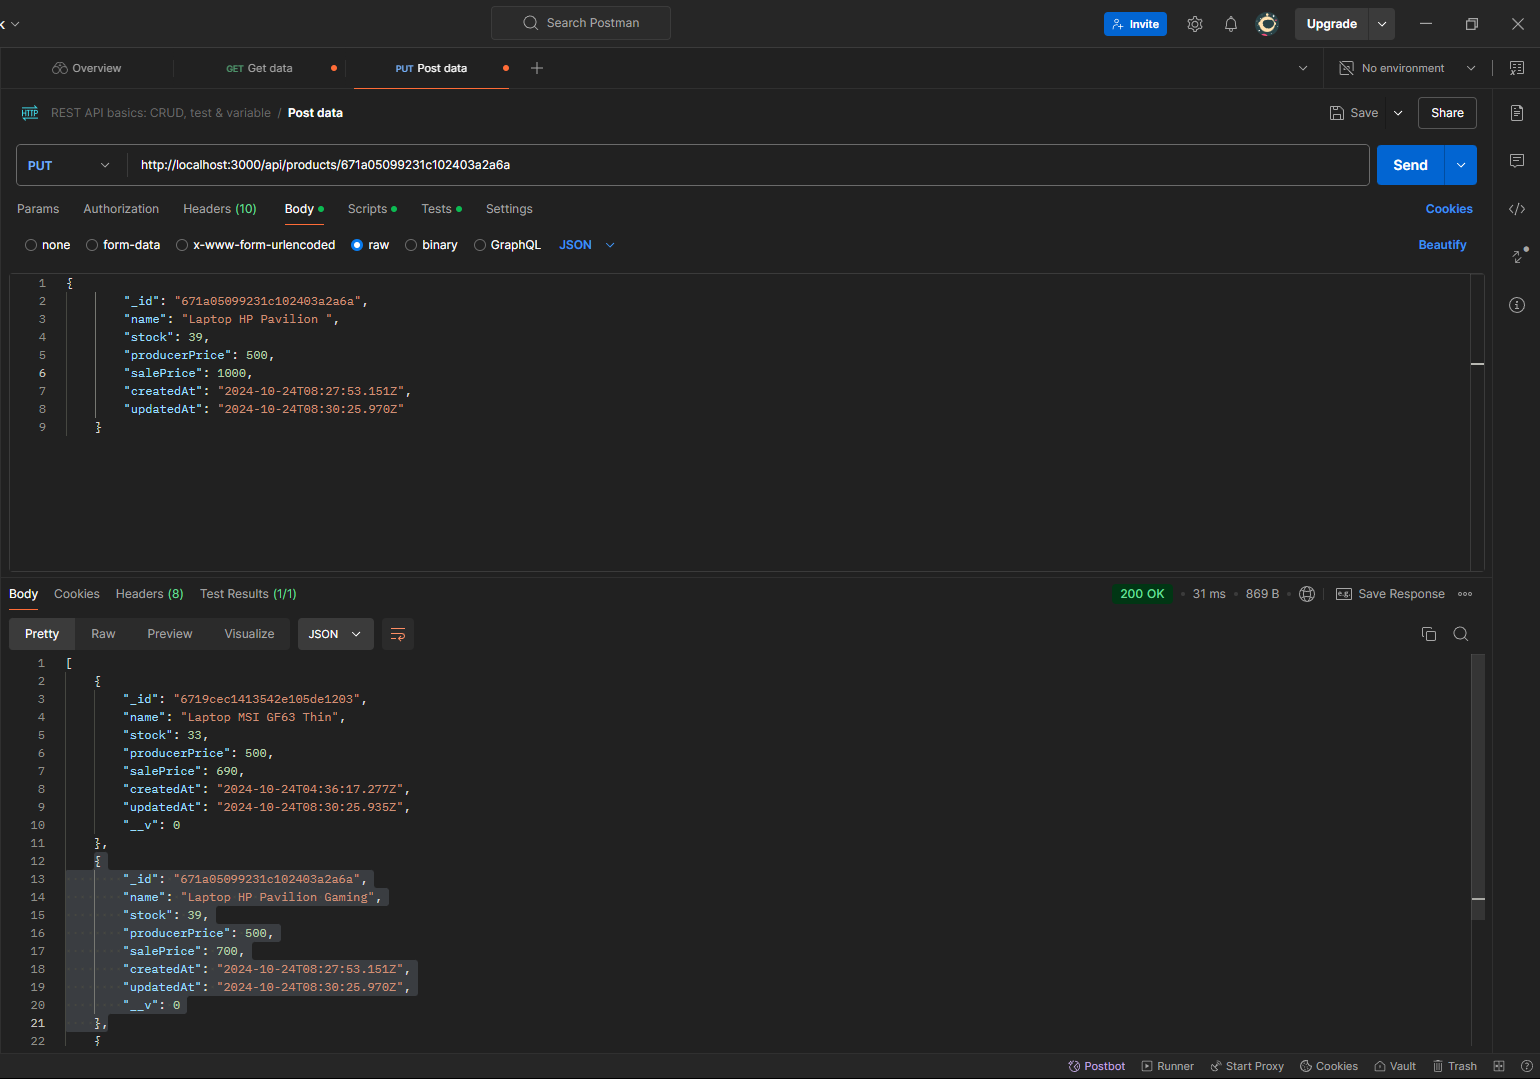 Search Postman
Invite
Upgrade
Overview
GET Get data
PUT Post data
No environment
HTTP REST API basics: CRUD, test & variable / Post data
Save
Share
PUT
http://localhost:3000/api/products/671a05099231c102403a2a6a
Send
Params Authorization Headers (10) Body Scripts Tests Settings Cookies
none form-data x-www-form-urlencoded raw binary GraphQL JSON Beautify
1 {
2 "_id": "671a05099231c102403a2a6a",
3 "name": "Laptop HP Pavilion ",
4 "stock": 39,
5 "producerPrice": 500,
6 "salePrice": 1000,
7 "createdAt": "2024-10-24T08:27:53.151Z",
8 "updatedAt": "2024-10-24T08:30:25.970Z"
9 }
Body Cookies Headers (8) Test Results (1/1) 200 OK • 31 ms • 869 B • e.g. Save Response
Pretty Raw Preview Visualize JSON
1 [
2 {
3 "_id": "6719cec1413542e105de1203",
4 "name": "Laptop MSI GF63 Thin",
5 "stock": 33,
6 "producerPrice": 500,
7 "salePrice": 690,
8 "createdAt": "2024-10-24T04:36:17.277Z",
9 "updatedAt": "2024-10-24T08:30:25.935Z",
10 "__v": 0
11 },
12 {
13 "_id": "671a05099231c102403a2a6a",
14 "name": "Laptop HP Pavilion Gaming",
15 "stock": 39,
16 "producerPrice": 500,
17 "salePrice": 700,
18 "createdAt": "2024-10-24T08:27:53.151Z",
19 "updatedAt": "2024-10-24T08:30:25.970Z",
20 "__v": 0
21 },
22 {
Postbot Runner Start Proxy Cookies Vault Trash